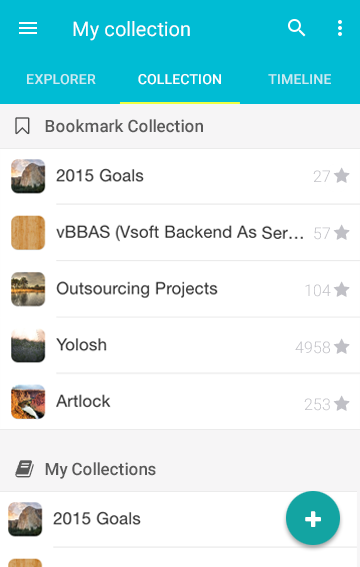 My collection
EXPLORER COLLECTION TIMELINE
Bookmark Collection
2015 Goals 27
vBBAS (Vsoft Backend As Ser... 57
Outsourcing Projects 104
Yolosh 4958
Artlock 253
My Collections
2015 Goals